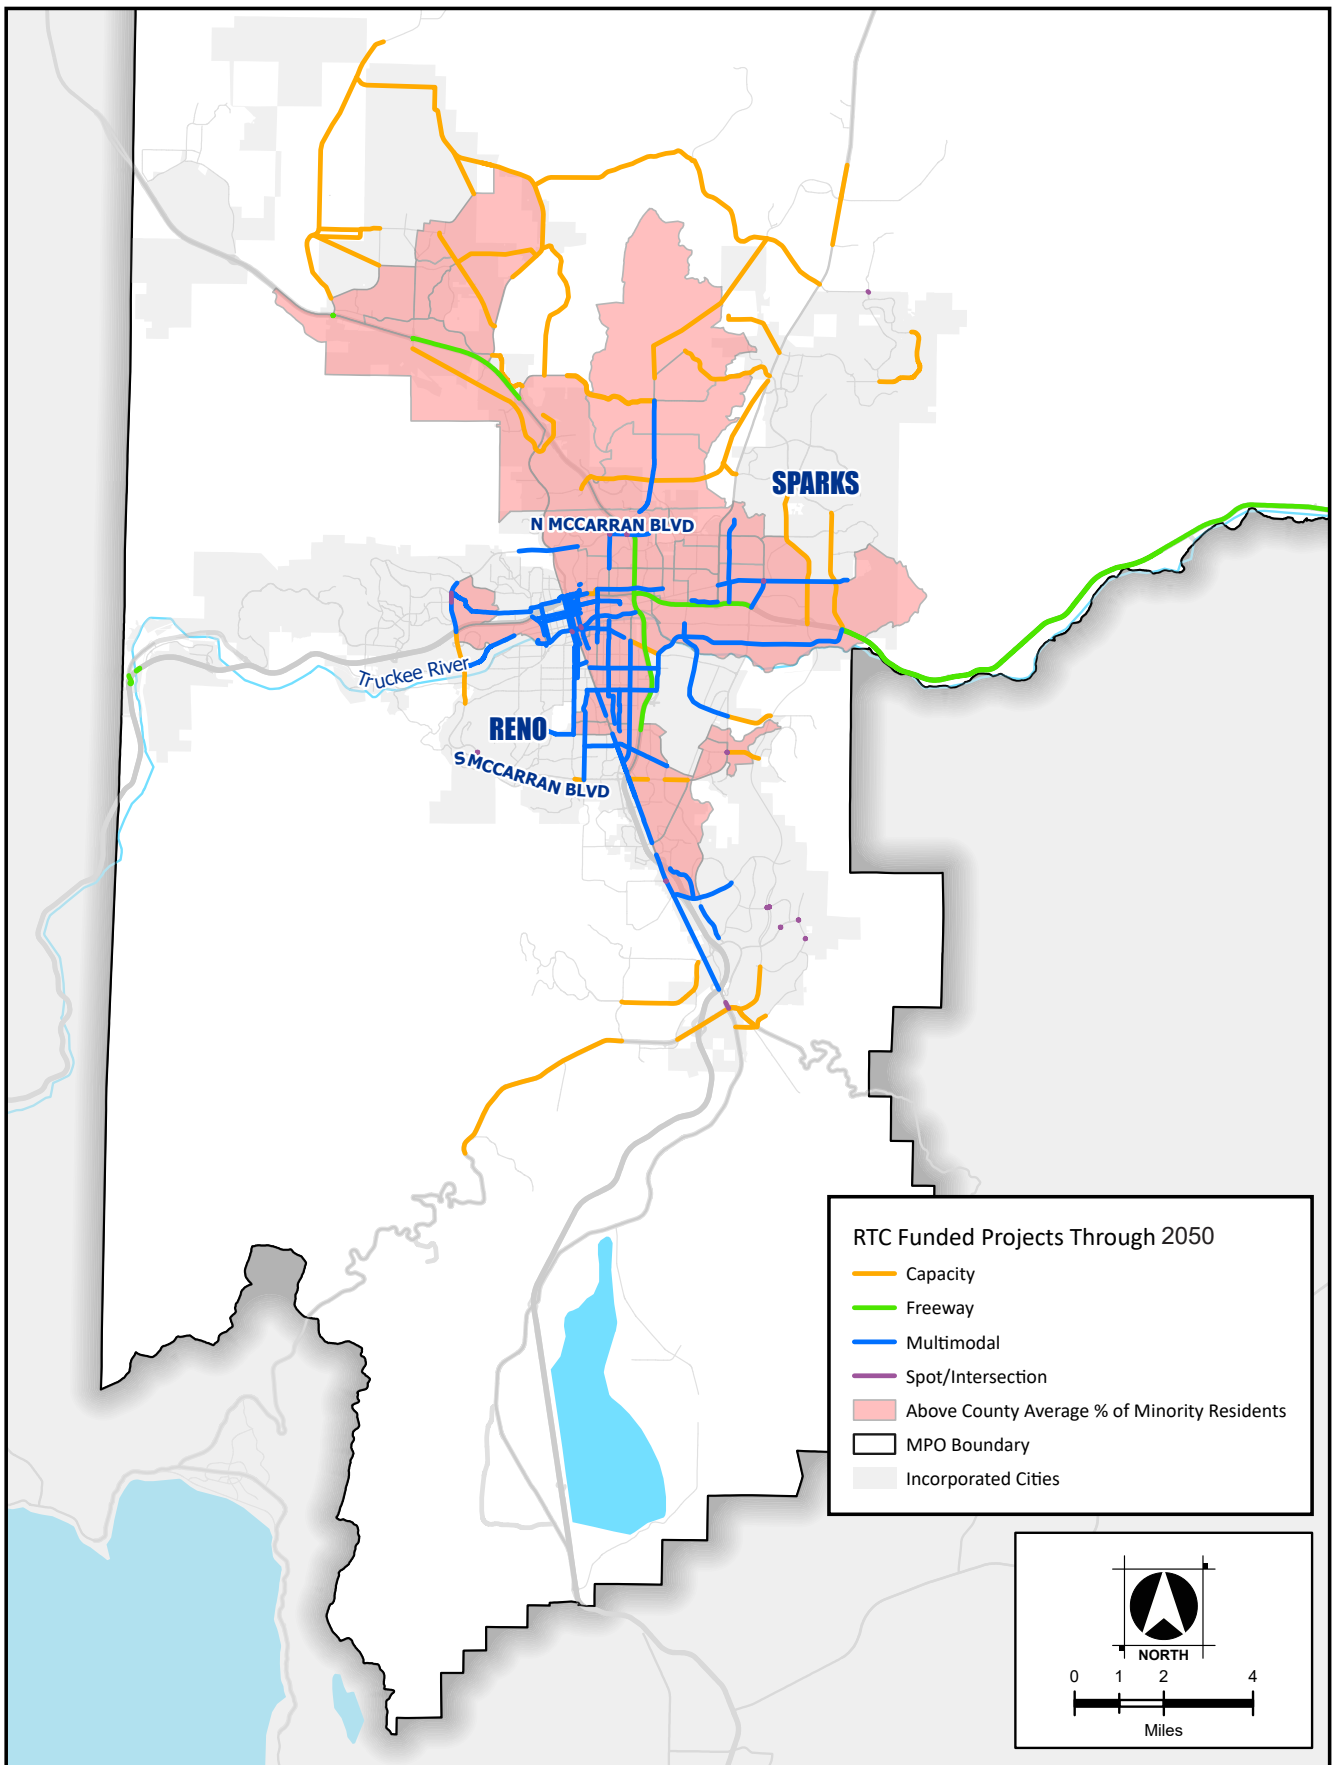 SPARKS
N MCCARRAN BLVD
Truckee River
RENO
S MCCARRAN BLVD
RTC Funded Projects Through 2050
Capacity
Freeway
Multimodal
Spot/Intersection
Above County Average % of Minority Residents
MPO Boundary
Incorporated Cities
NORTH
0 1 2 4
Miles